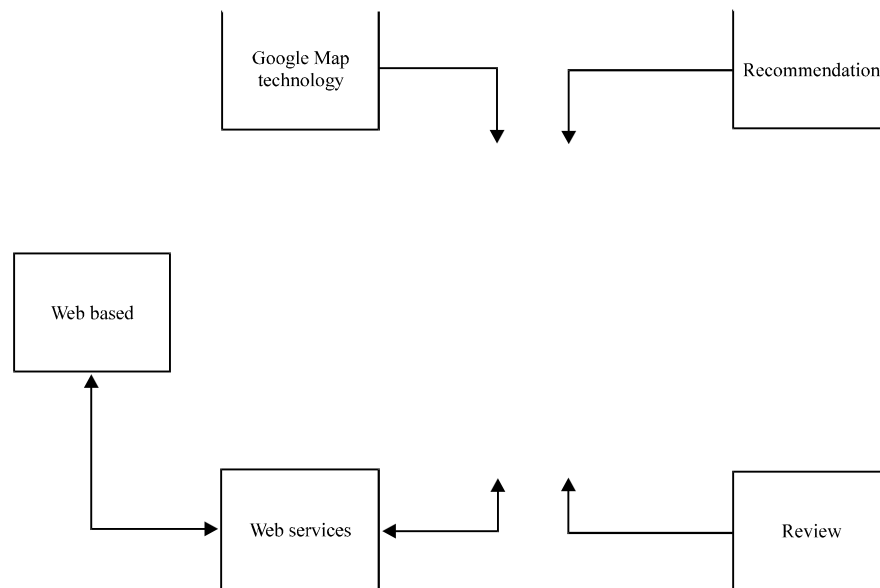 Google Map
technology
Recommendation
Web based
Web services
Review